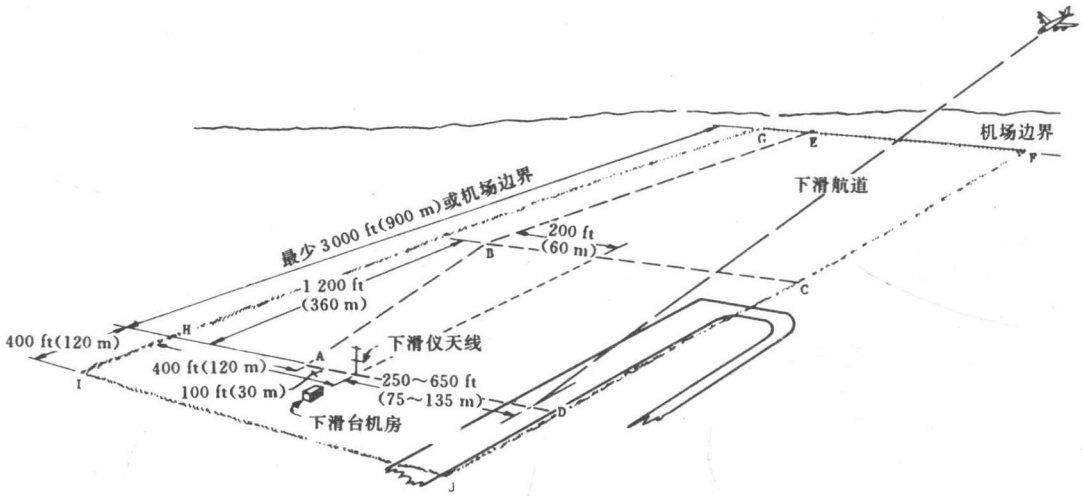 机场边界
G
E
F
下滑航道
最少 3000 ft(900 m)或机场边界
200 ft
(60 m)
B
C
1 200 ft
(360 m)
H
400 ft(120 m)
A
下滑仪天线
400 ft(120 m)
I
100 ft(30 m)
250～650 ft
(75～135 m)
D
下滑台机房
J